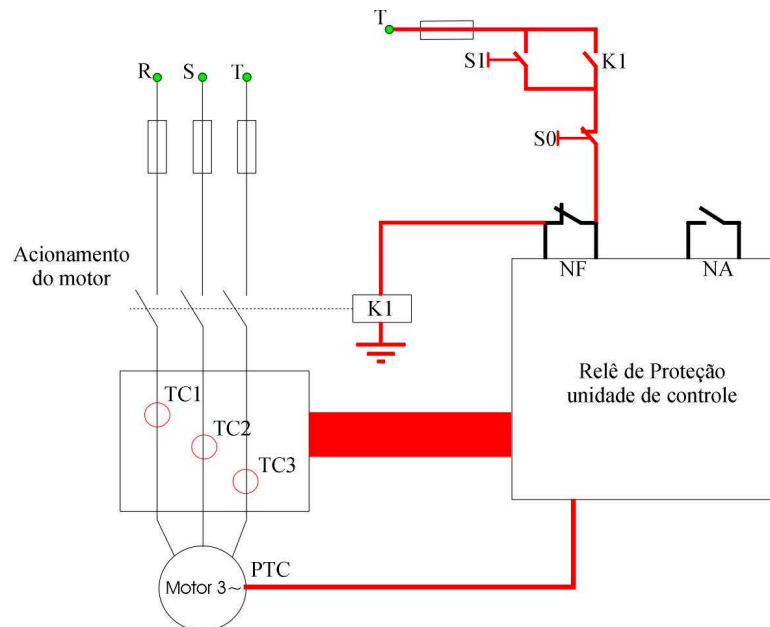 T
S1
K1
R
S
T
S0
NF
NA
Acionamento
do motor
K1
Relê de Proteção
unidade de controle
TC1
TC2
TC3
PTC
Motor 3~